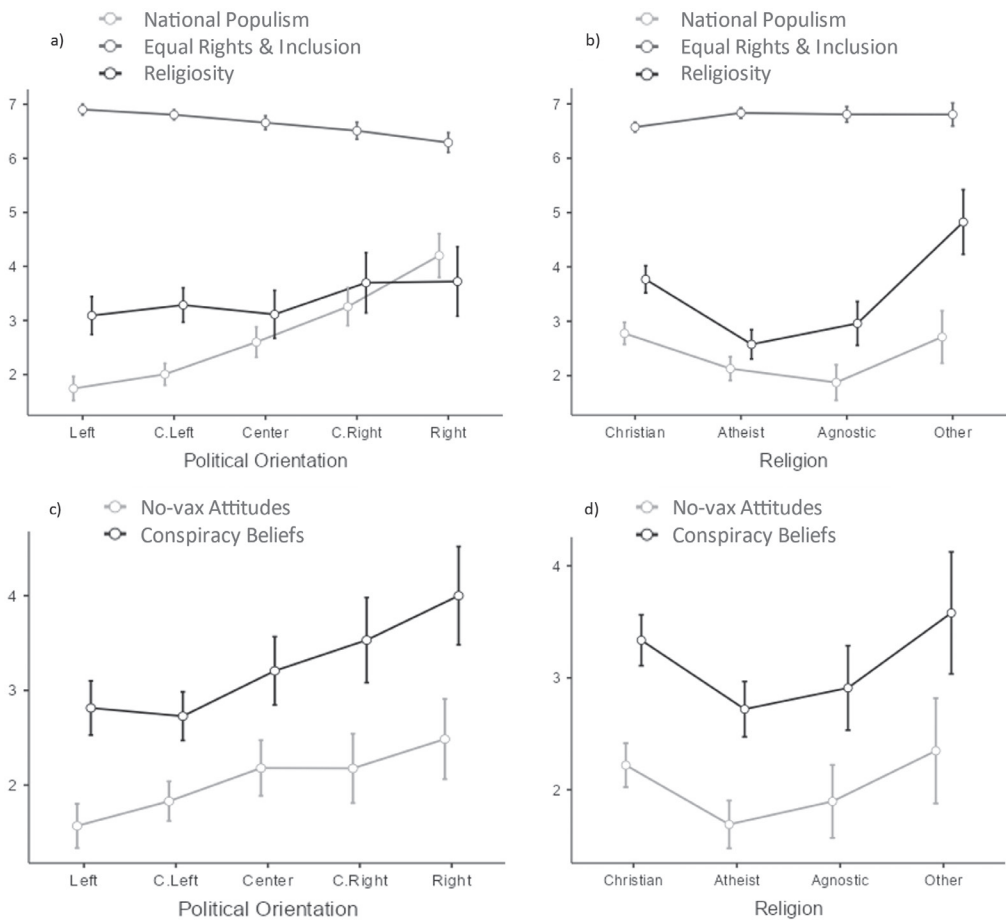 a)
National Populism
Equal Rights & Inclusion
Religiosity
7
6
5
4
3
2
Left C.Left Center C.Right Right
Political Orientation
b)
National Populism
Equal Rights & Inclusion
Religiosity
7
6
5
4
3
2
Christian Atheist Agnostic Other
Religion
c)
No-vax Attitudes
Conspiracy Beliefs
4
3
2
Left C.Left Center C.Right Right
Political Orientation
d)
No-vax Attitudes
Conspiracy Beliefs
4
3
2
Christian Atheist Agnostic Other
Religion